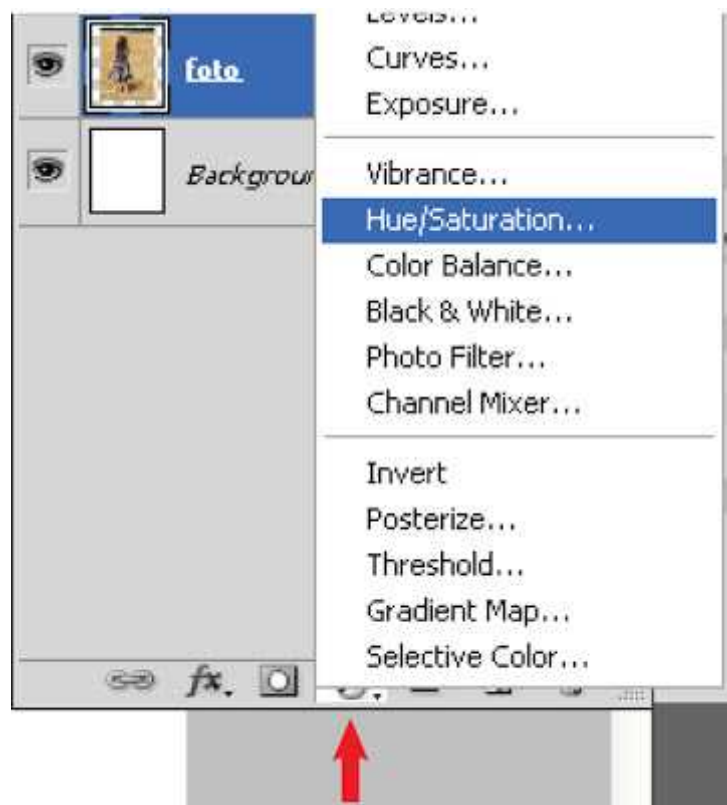 Levels...
Curves...
Exposure...
foto
Vibrance...
Hue/Saturation...
Color Balance...
Black & White...
Photo Filter...
Channel Mixer...
Invert
Posterize...
Threshold...
Gradient Map...
Selective Color...
fx.